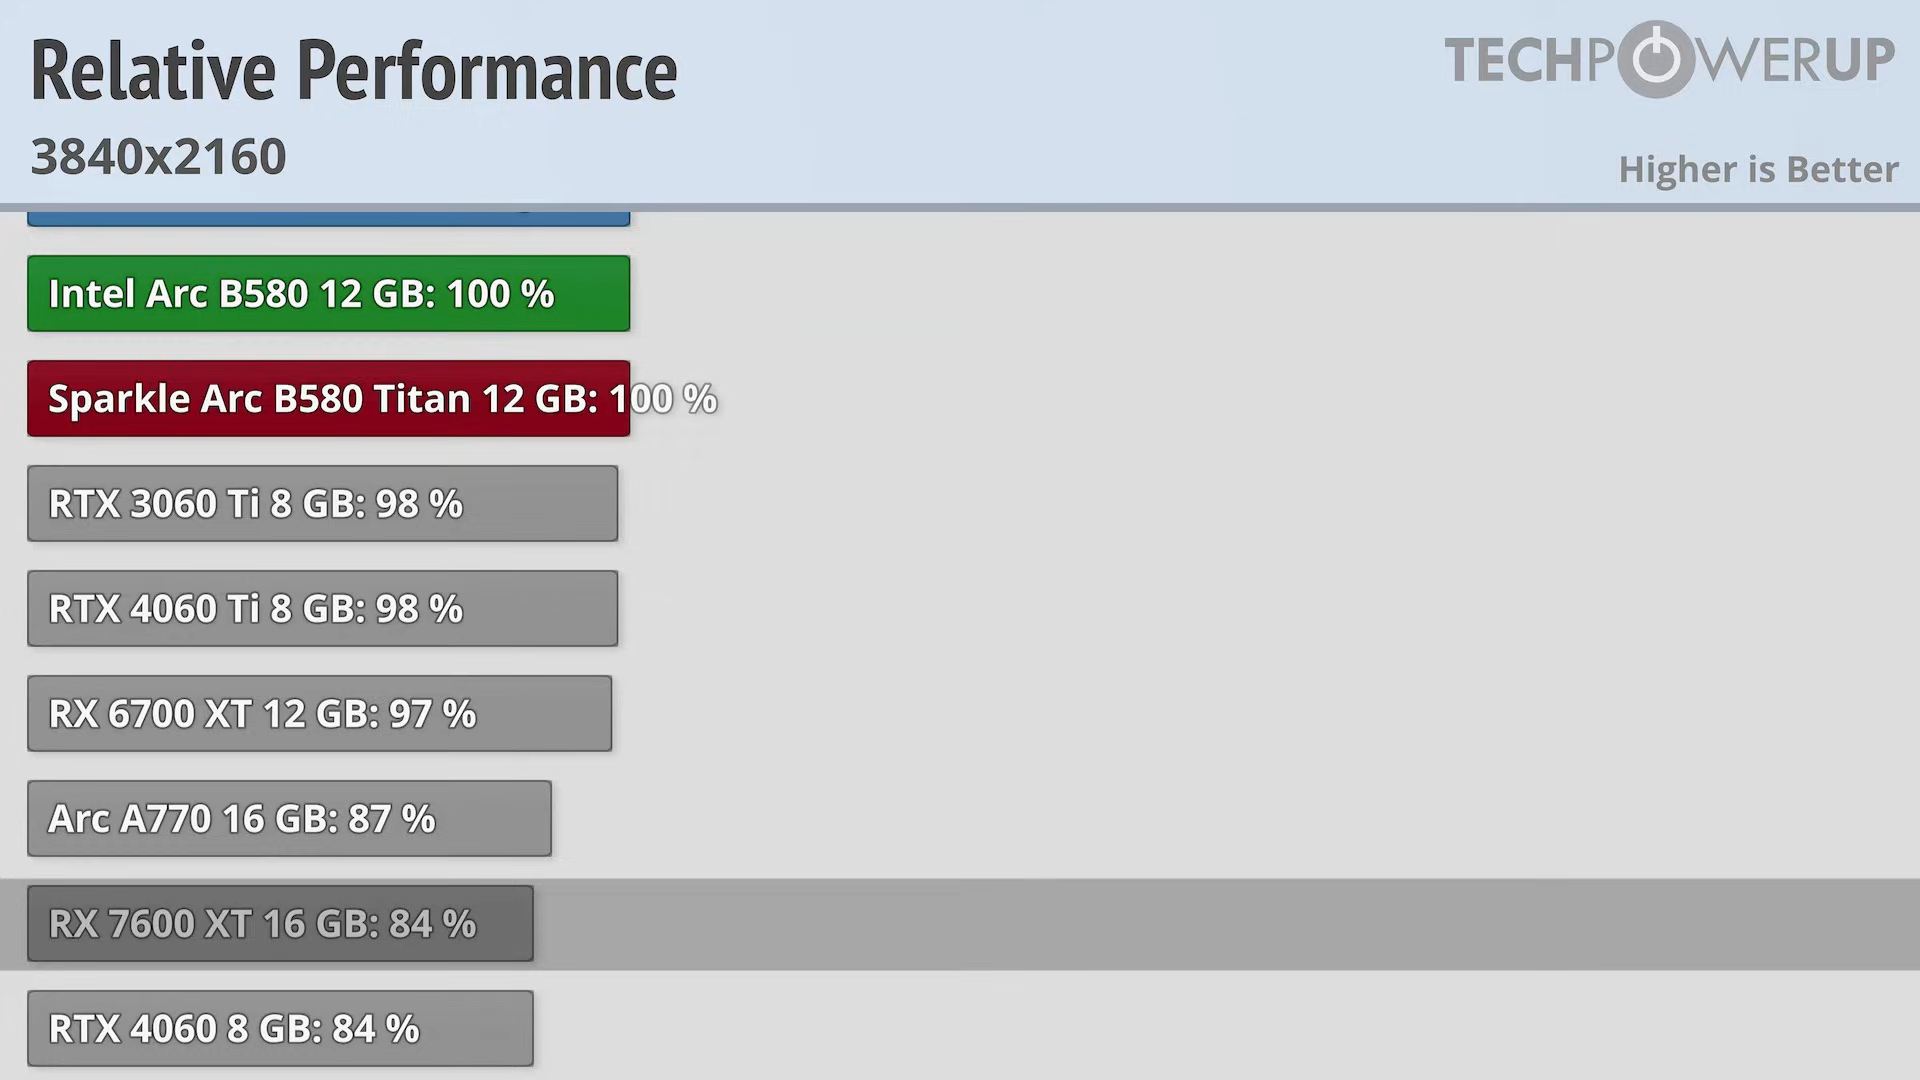 Relative Performance
TECHPOWERUP
3840x2160
Higher is Better
Intel Arc B580 12 GB: 100 %
Sparkle Arc B580 Titan 12 GB: 100 %
RTX 3060 Ti 8 GB: 98 %
RTX 4060 Ti 8 GB: 98 %
RX 6700 XT 12 GB: 97 %
Arc A770 16 GB: 87 %
RX 7600 XT 16 GB: 84 %
RTX 4060 8 GB: 84 %